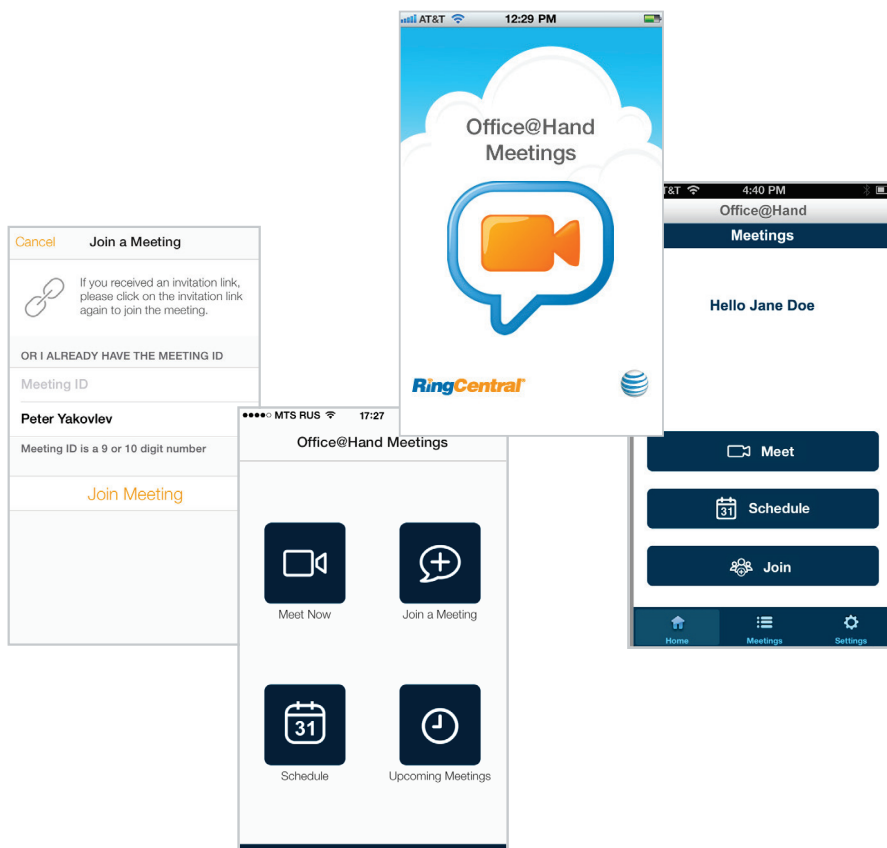 AT&T 12:29 PM
Office@Hand
Meetings
RingCentral
Cancel Join a Meeting
If you received an invitation link,
please click on the invitation link
again to join the meeting.
OR I ALREADY HAVE THE MEETING ID
Meeting ID
Peter Yakovlev
Meeting ID is a 9 or 10 digit number
Join Meeting
MTS RUS 17:27
Office@Hand Meetings
Meet Now
Join a Meeting
31
Schedule
Upcoming Meetings
T&T 4:40 PM
Office@Hand
Meetings
Hello Jane Doe
Meet
31 Schedule
Join
Home Meetings Settings